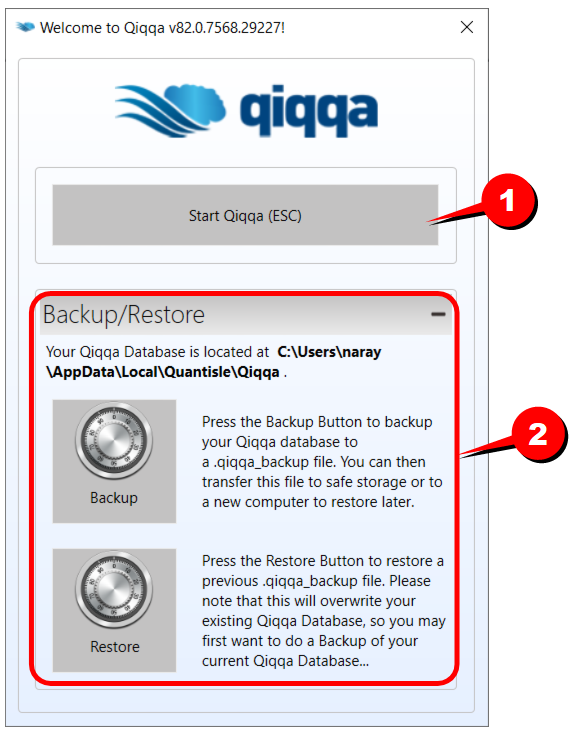 Welcome to Qiqqa v82.0.7568.29227!
qiqqa
Start Qiqqa (ESC)
1
Backup/Restore
Your Qiqqa Database is located at C:\Users\naray
\AppData\Local\Quantisle\Qiqqa .
2
Press the Backup Button to backup
your Qiqqa database to
a .qiqqa_backup file. You can then
transfer this file to safe storage or to
a new computer to restore later.
Backup
Press the Restore Button to restore a
previous .qiqqa_backup file. Please
note that this will overwrite your
existing Qiqqa Database, so you may
first want to do a Backup of your
current Qiqqa Database...
Restore